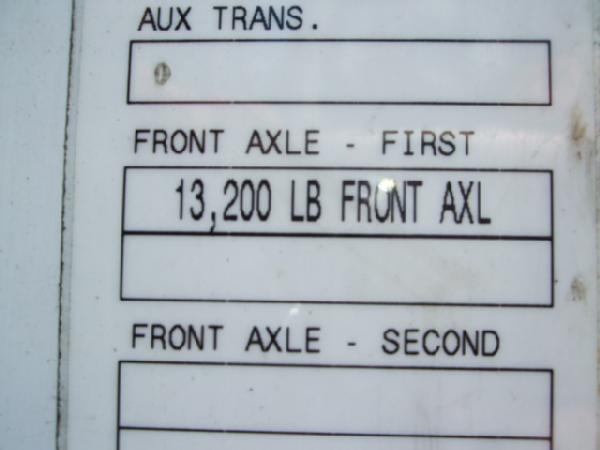 AUX TRANS.
FRONT AXLE - FIRST
13,200 LB FRONT AXL
FRONT AXLE - SECOND